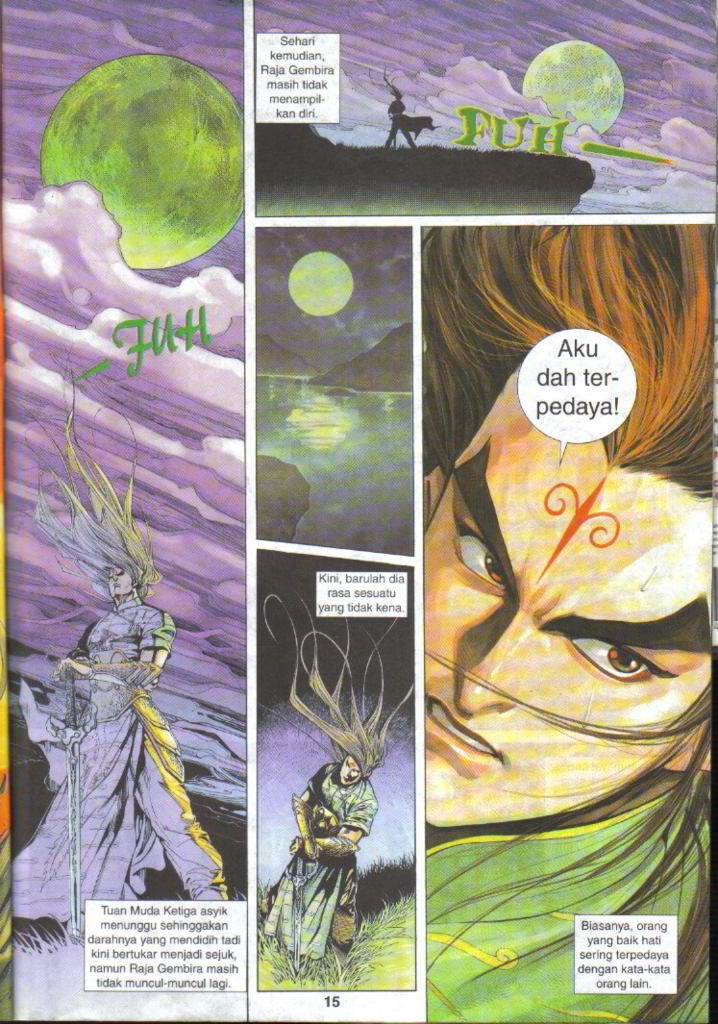 FUH
Tuan Muda Ketiga asyik
menunggu sehinggakan
darahnya yang mendidih tadi
kini bertukar menjadi sejuk,
namun Raja Gembira masih
tidak muncul-muncul lagi.
Sehari
kemudian,
Raja Gembira
masih tidak
menampil-
kan diri.
FUH
Kini, barulah dia
rasa sesuatu
yang tidak kena.
Aku
dah ter-
pedaya!
Biasanya, orang
yang baik hati
sering terpedaya
dengan kata-kata
orang lain.
15